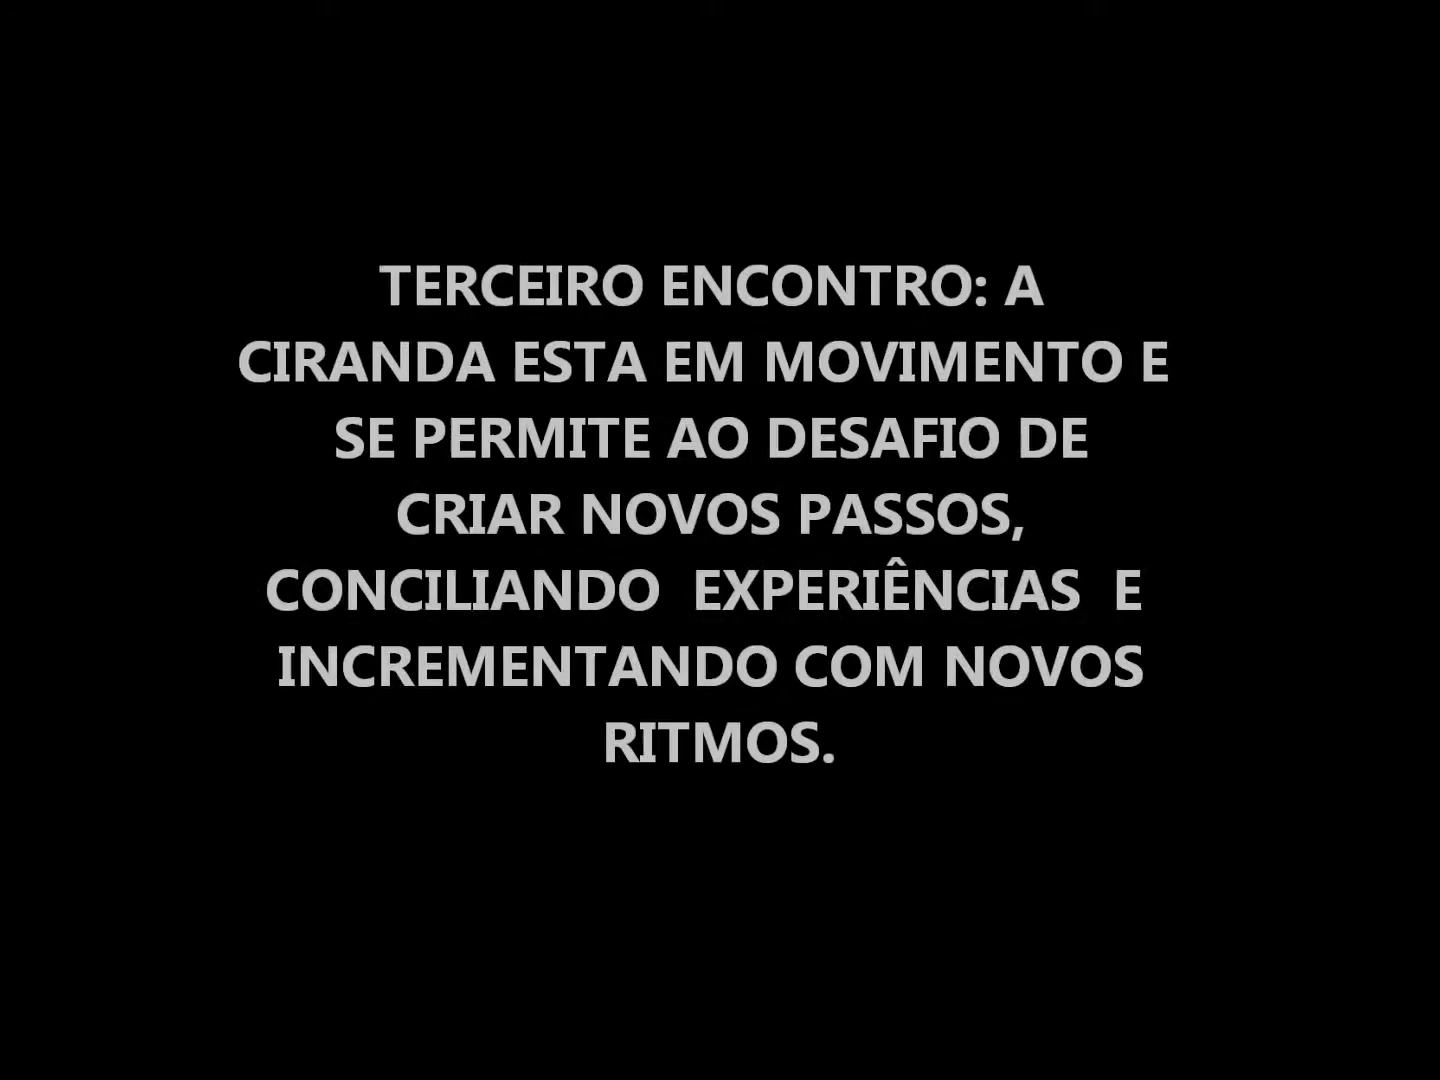 TERCEIRO ENCONTRO: A
CIRANDA ESTA EM MOVIMENTO E
SE PERMITE AO DESAFIO DE
CRIAR NOVOS PASSOS,
CONCILIANDO  EXPERIÊNCIAS  E
INCREMENTANDO COM NOVOS
RITMOS.